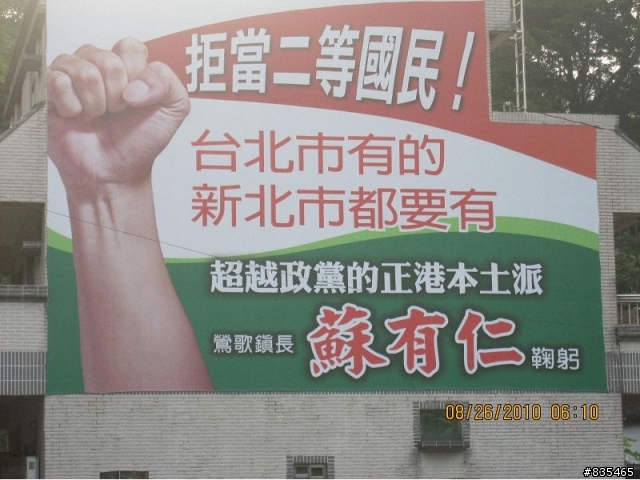 拒當二等國民!
台北市有的
新北市都要有
超越政黨的正港本土派
鶯歌鎮長 蘇有仁 鞠躬
08/26/2010 06:10
#835465